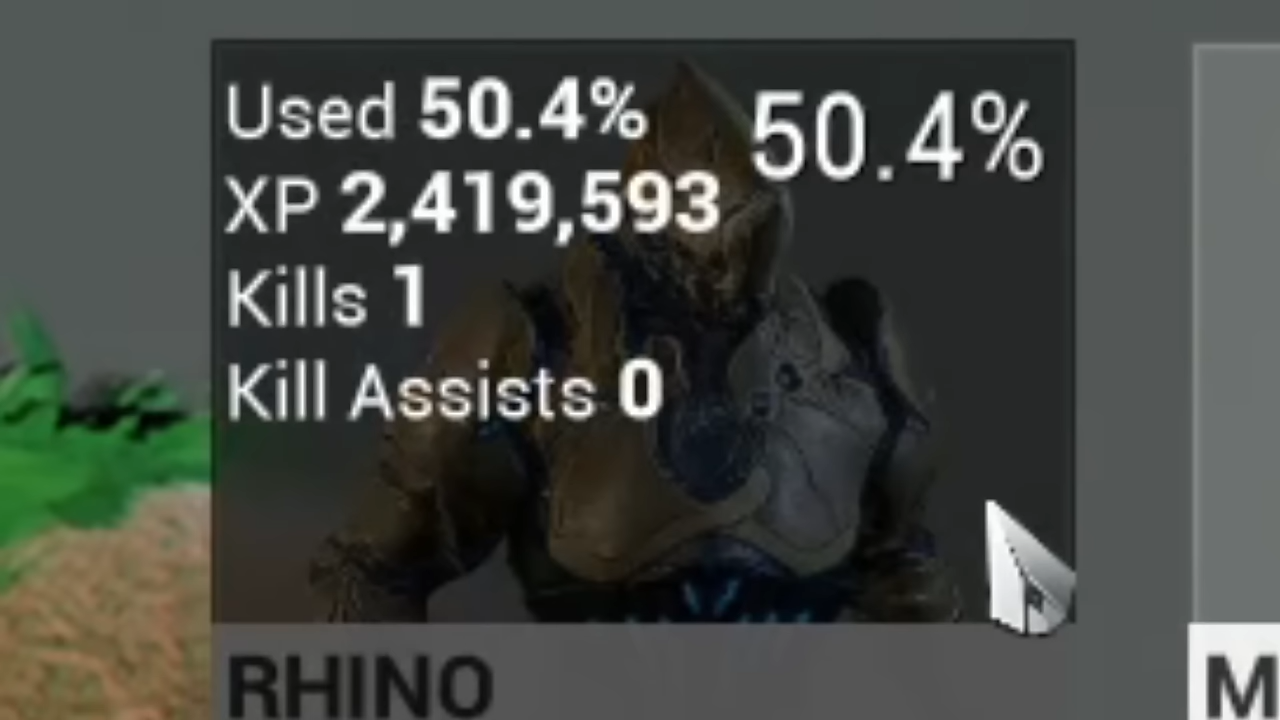 Used 50.4%
50.4%
XP 2,419,593
Kills 1
Kill Assists 0
RHINO
M